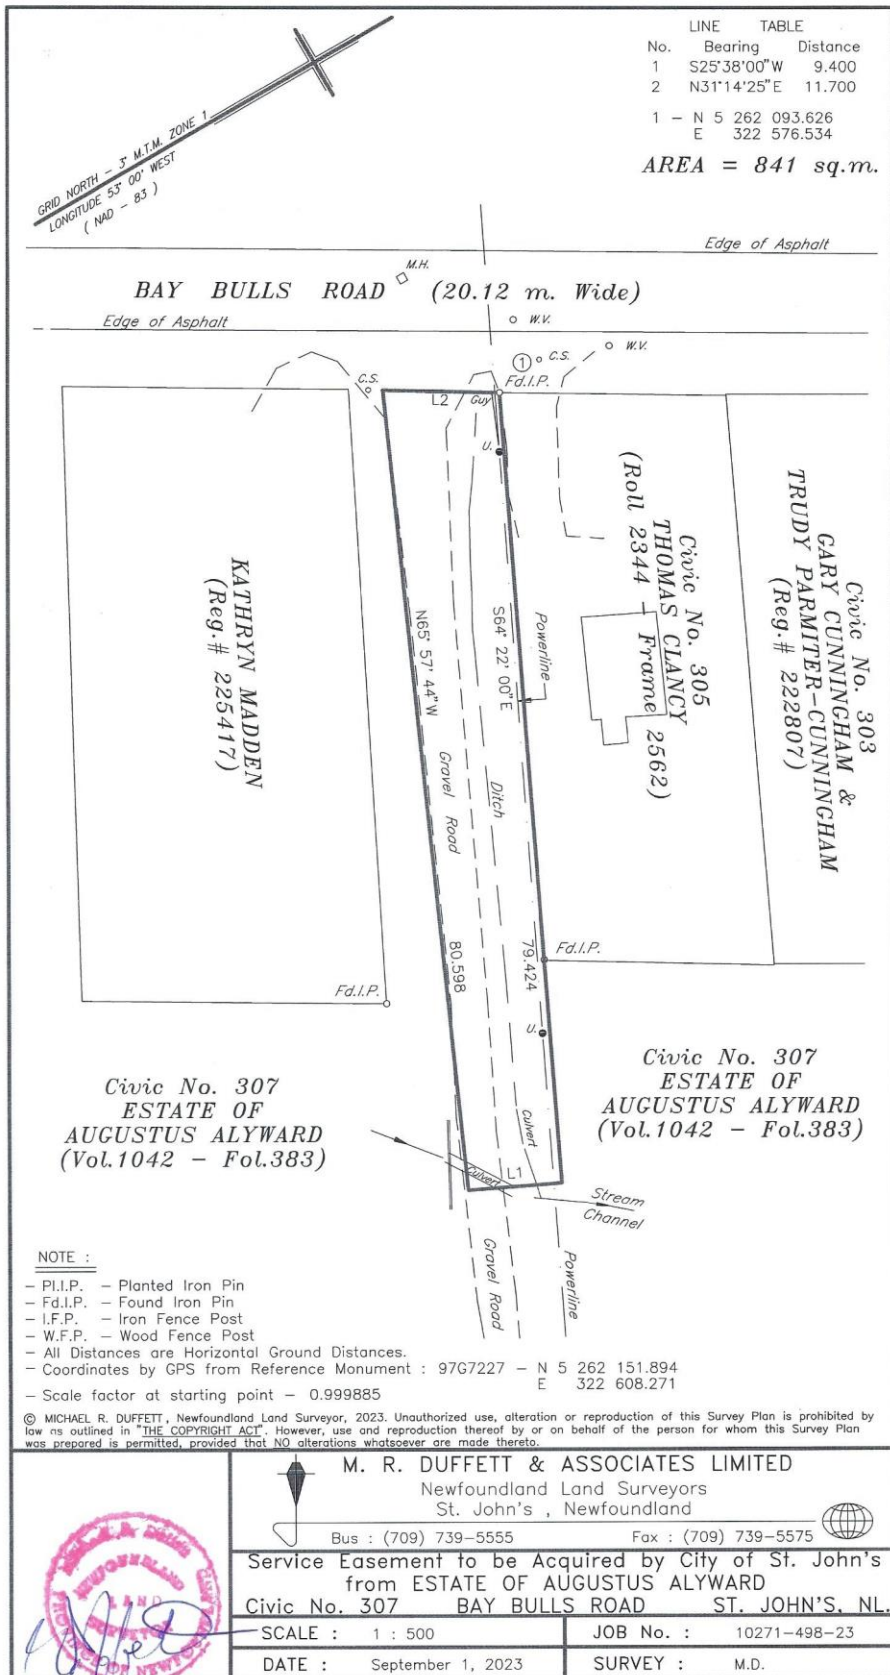 LINE TABLE
No. Bearing Distance
1 S25°38'00"W 9.400
2 N31°14'25"E 11.700
1 – N 5 262 093.626
E 322 576.534
AREA = 841 sq.m.
GRID NORTH – 3° M.T.M. ZONE 1
LONGITUDE 53° 00' WEST
( NAD – 83 )
Edge of Asphalt
M.H.
BAY BULLS ROAD (20.12 m. Wide)
Edge of Asphalt
W.V.
W.V.
1
C.S.
C.S.
Fd.I.P.
L2
Guy
U.
KATHRYN MADDEN
(Reg.# 225417)
N65° 57' 44"W
80.598
Gravel Road
Ditch
S64° 22' 00"E
79.424
Powerline
Civic No. 305
THOMAS CLANCY
(Roll 2344 – Frame 2562)
Civic No. 303
GARY CUNNINGHAM &
TRUDY PARMITER–CUNNINGHAM
(Reg.# 222807)
Fd.I.P.
Fd.I.P.
U.
Civic No. 307
ESTATE OF
AUGUSTUS ALYWARD
(Vol.1042 – Fol.383)
Civic No. 307
ESTATE OF
AUGUSTUS ALYWARD
(Vol.1042 – Fol.383)
Culvert
Culvert
L1
Stream
Channel
Gravel Road
Powerline
NOTE :
– Pl.I.P. – Planted Iron Pin
– Fd.I.P. – Found Iron Pin
– I.F.P. – Iron Fence Post
– W.F.P. – Wood Fence Post
– All Distances are Horizontal Ground Distances.
– Coordinates by GPS from Reference Monument : 97G7227 – N 5 262 151.894
E 322 608.271
– Scale factor at starting point – 0.999885
© MICHAEL R. DUFFETT, Newfoundland Land Surveyor, 2023. Unauthorized use, alteration or reproduction of this Survey Plan is prohibited by
law as outlined in "THE COPYRIGHT ACT". However, use and reproduction thereof by or on behalf of the person for whom this Survey Plan
was prepared is permitted, provided that NO alterations whatsoever are made thereto.
M. R. DUFFETT & ASSOCIATES LIMITED
Newfoundland Land Surveyors
St. John's , Newfoundland
Bus : (709) 739–5555 Fax : (709) 739–5575
Service Easement to be Acquired by City of St. John's
from ESTATE OF AUGUSTUS ALYWARD
Civic No. 307 BAY BULLS ROAD ST. JOHN'S, NL.
SCALE : 1 : 500 JOB No. : 10271–498–23
DATE : September 1, 2023 SURVEY : M.D.
NEWFOUNDLAND
LAND